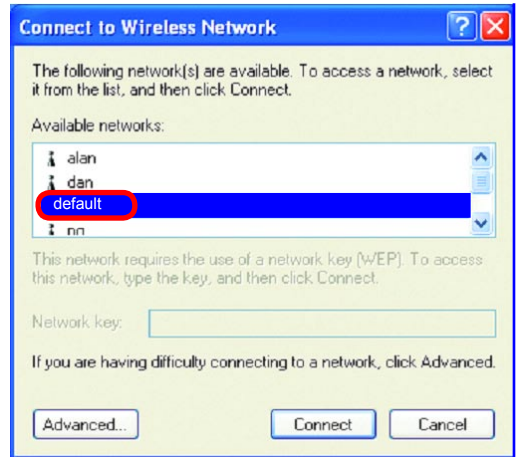 Connect to Wireless Network
The following network(s) are available. To access a network, select
it from the list, and then click Connect.
Available networks:
alan
dan
default
This network requires the use of a network key (WEP). To access
this network, type the key, and then click Connect.
Network key:
If you are having difficulty connecting to a network, click Advanced.
Advanced...
Connect
Cancel